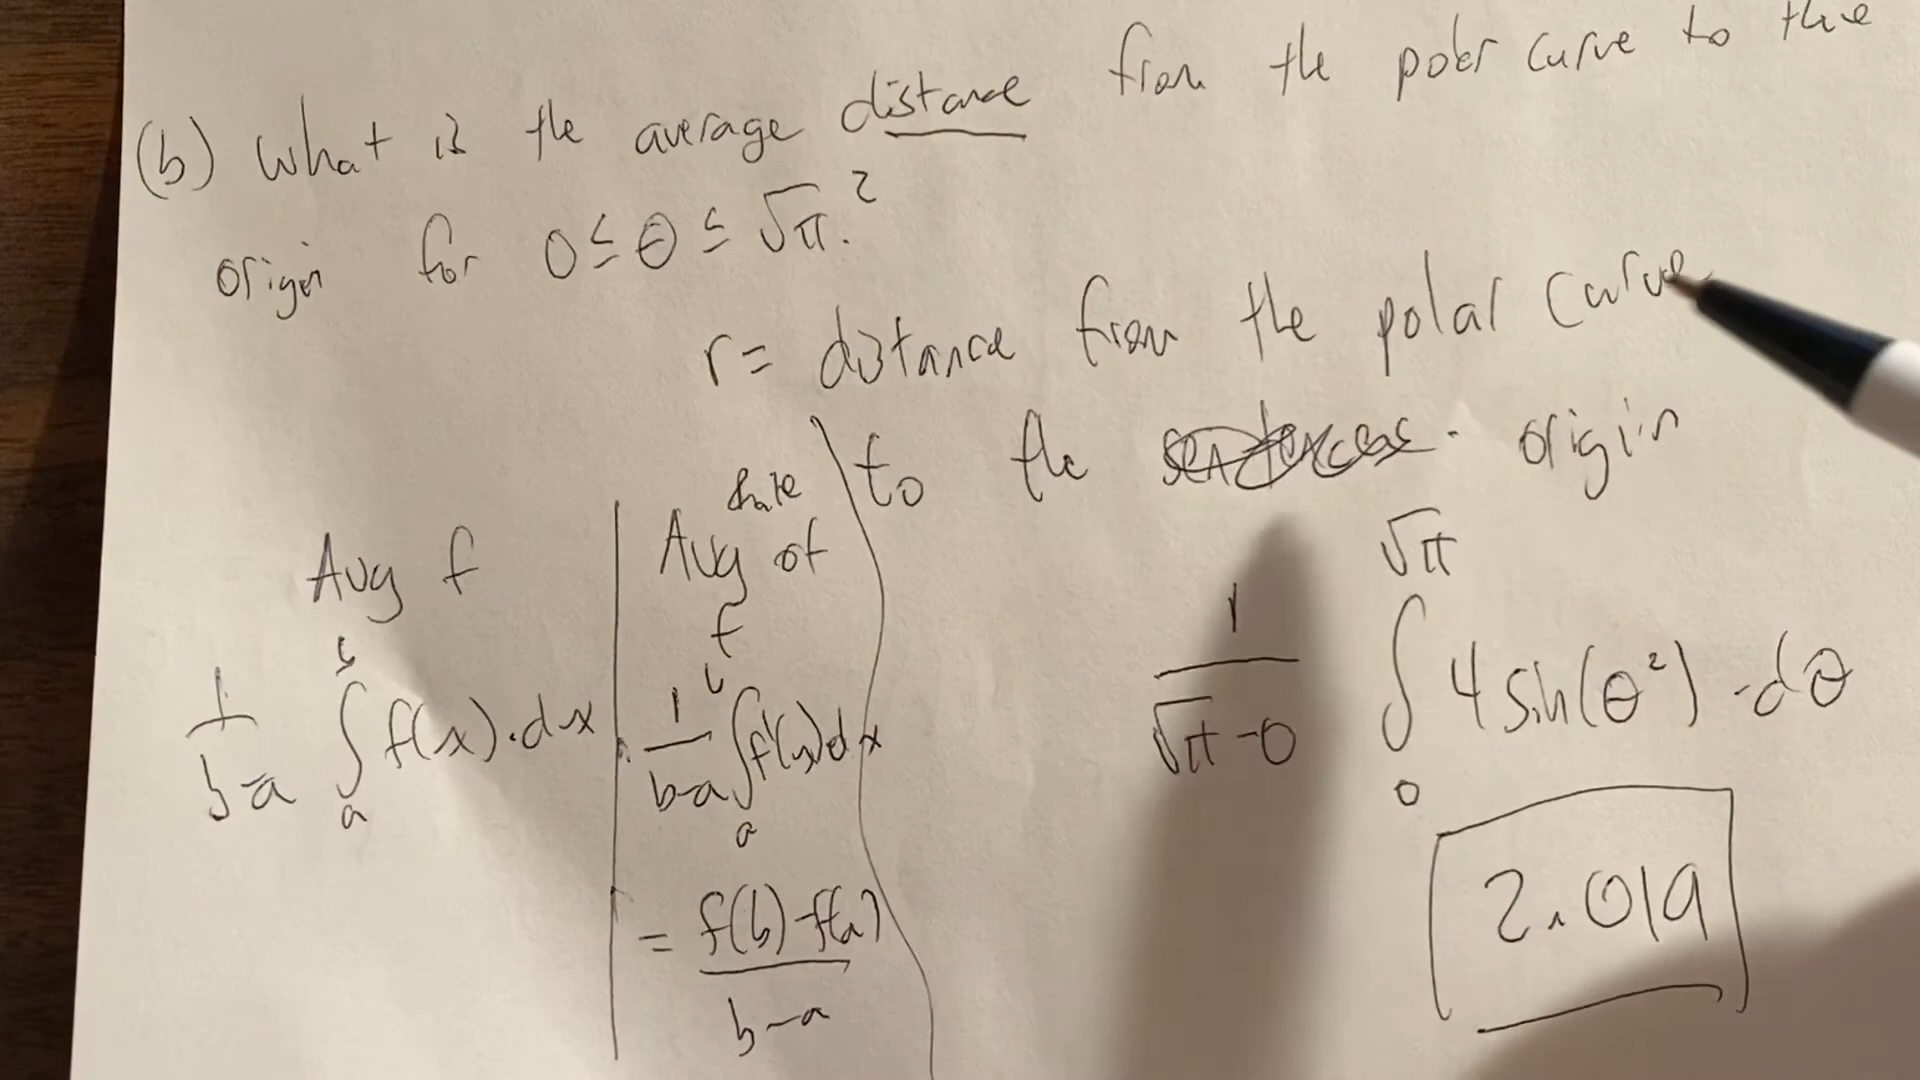 (b) What is the average distance from the polar curve to the
origin for 0 ≤ θ ≤ √π?
r = distance from the polar curve
to the origin
Avg f
1/(b-a) ∫_a^b f(x)·dx
Avg of f
1/(b-a) ∫_a^b f'(x)dx
= (f(b)-f(a))/(b-a)
1/(√π-0) ∫_0^√π 4 sin(θ²)·dθ
2.019